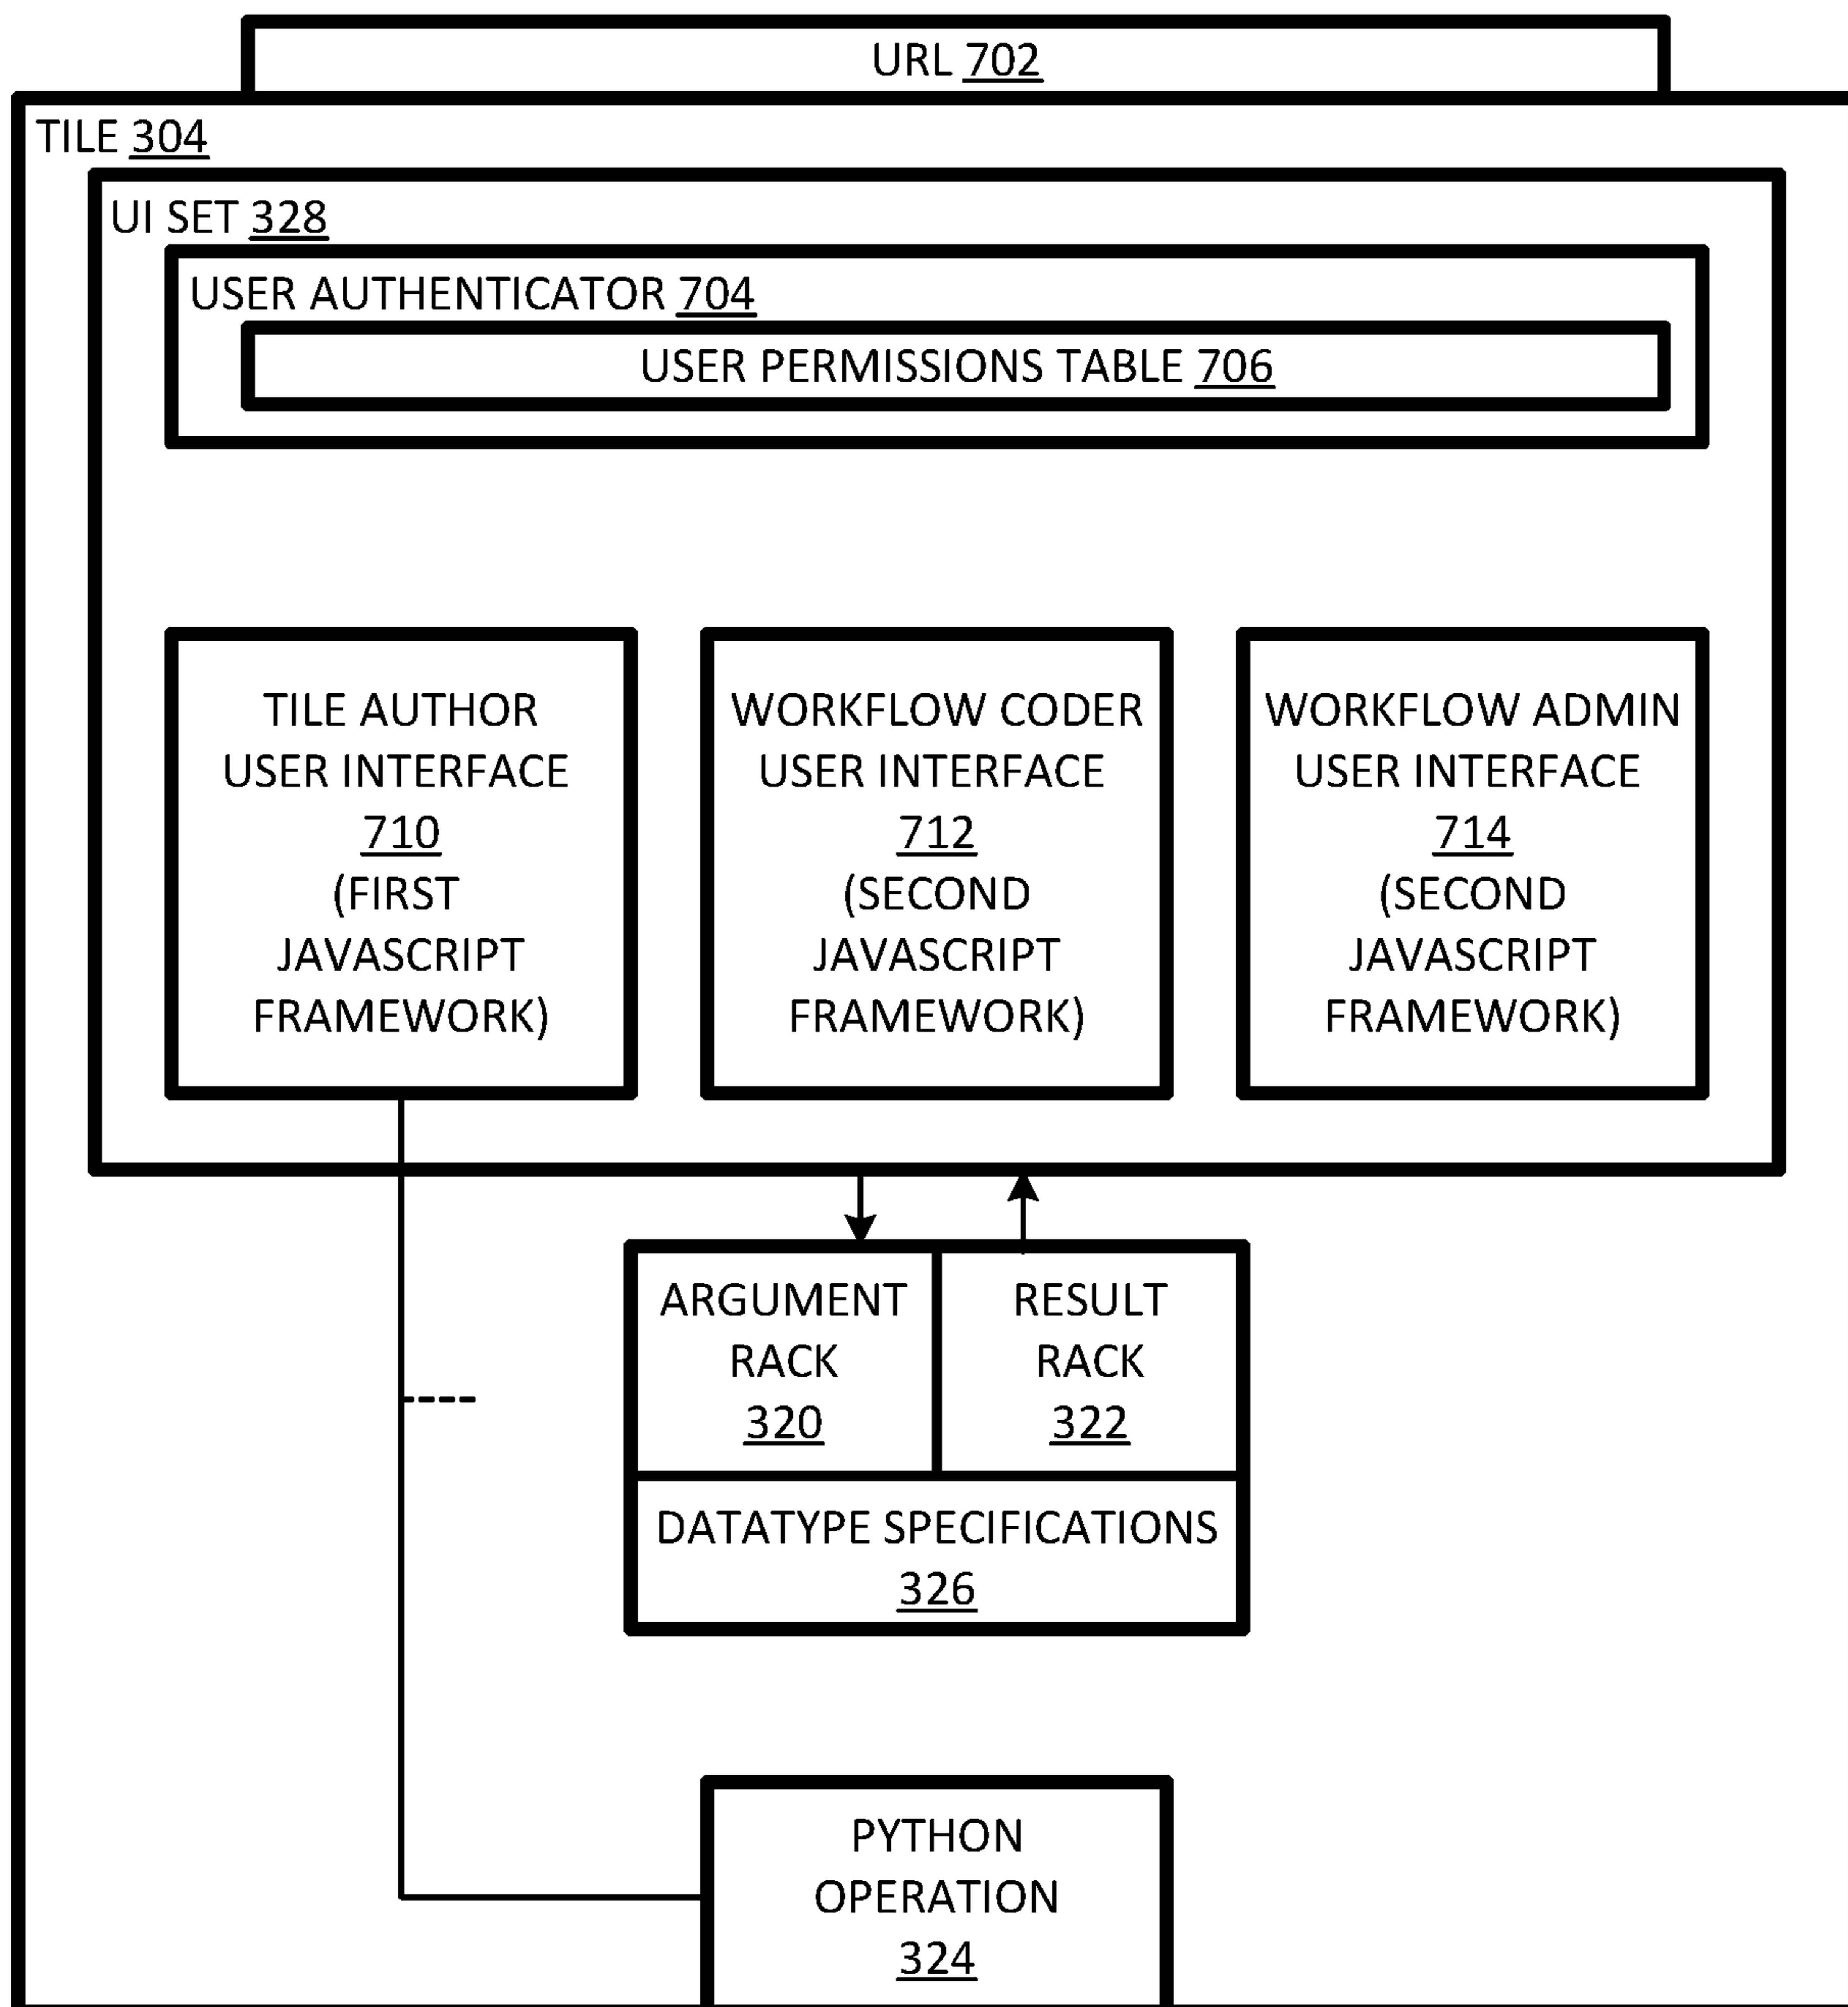 URL 702
TILE 304
UI SET 328
USER AUTHENTICATOR 704
USER PERMISSIONS TABLE 706
TILE AUTHOR
USER INTERFACE
710
(FIRST
JAVASCRIPT
FRAMEWORK)
WORKFLOW CODER
USER INTERFACE
712
(SECOND
JAVASCRIPT
FRAMEWORK)
WORKFLOW ADMIN
USER INTERFACE
714
(SECOND
JAVASCRIPT
FRAMEWORK)
ARGUMENT
RACK
320
RESULT
RACK
322
DATATYPE SPECIFICATIONS
326
PYTHON
OPERATION
324